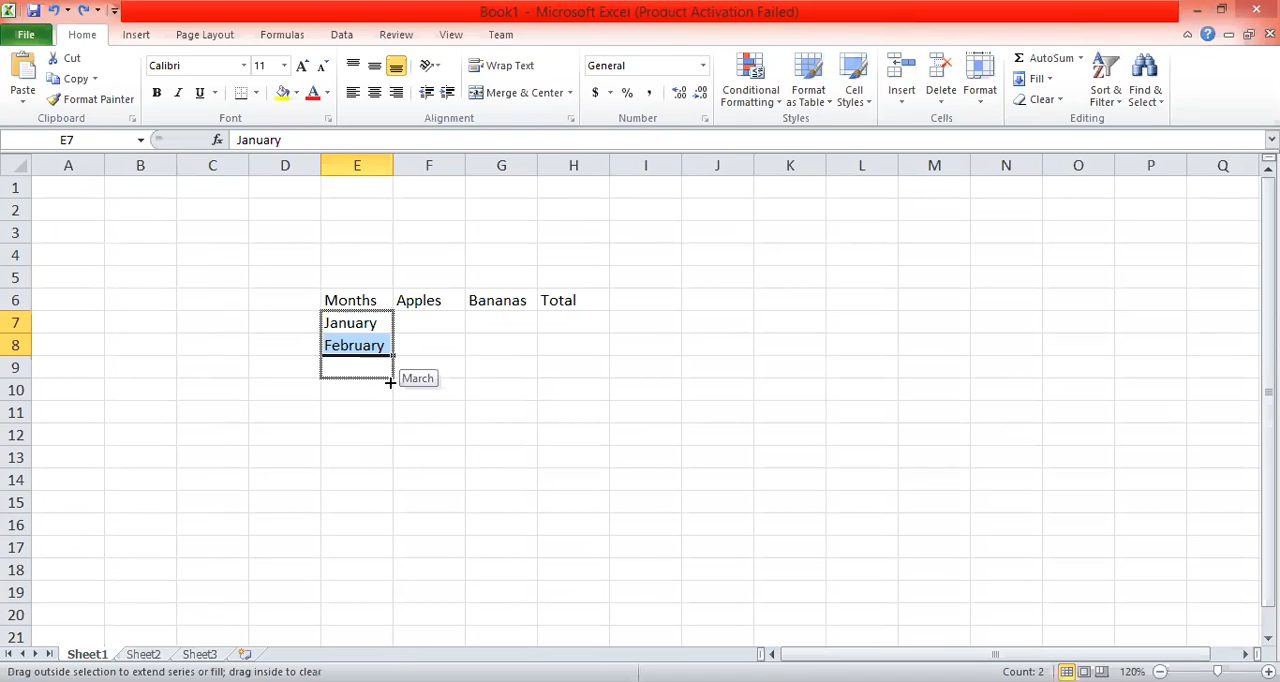 Book1 - Microsoft Excel (Product Activation Failed)
File Home Insert Page Layout Formulas Data Review View Team
Cut
Copy
Format Painter
Paste
Clipboard
Calibri 11
B I U
Font
Wrap Text
Merge & Center
Alignment
General
$ % ,
Number
Conditional Formatting
Format as Table
Cell Styles
Styles
Insert Delete Format
Cells
AutoSum
Fill
Clear
Sort & Filter
Find & Select
Editing
E7 fx January
A B C D E F G H I J K L M N O P Q
1
2
3
4
5
6 Months Apples Bananas Total
7 January
8 February
9
March
10
11
12
13
14
15
16
17
18
19
20
21
Sheet1 Sheet2 Sheet3
Drag outside selection to extend series or fill; drag inside to clear Count: 2 120%